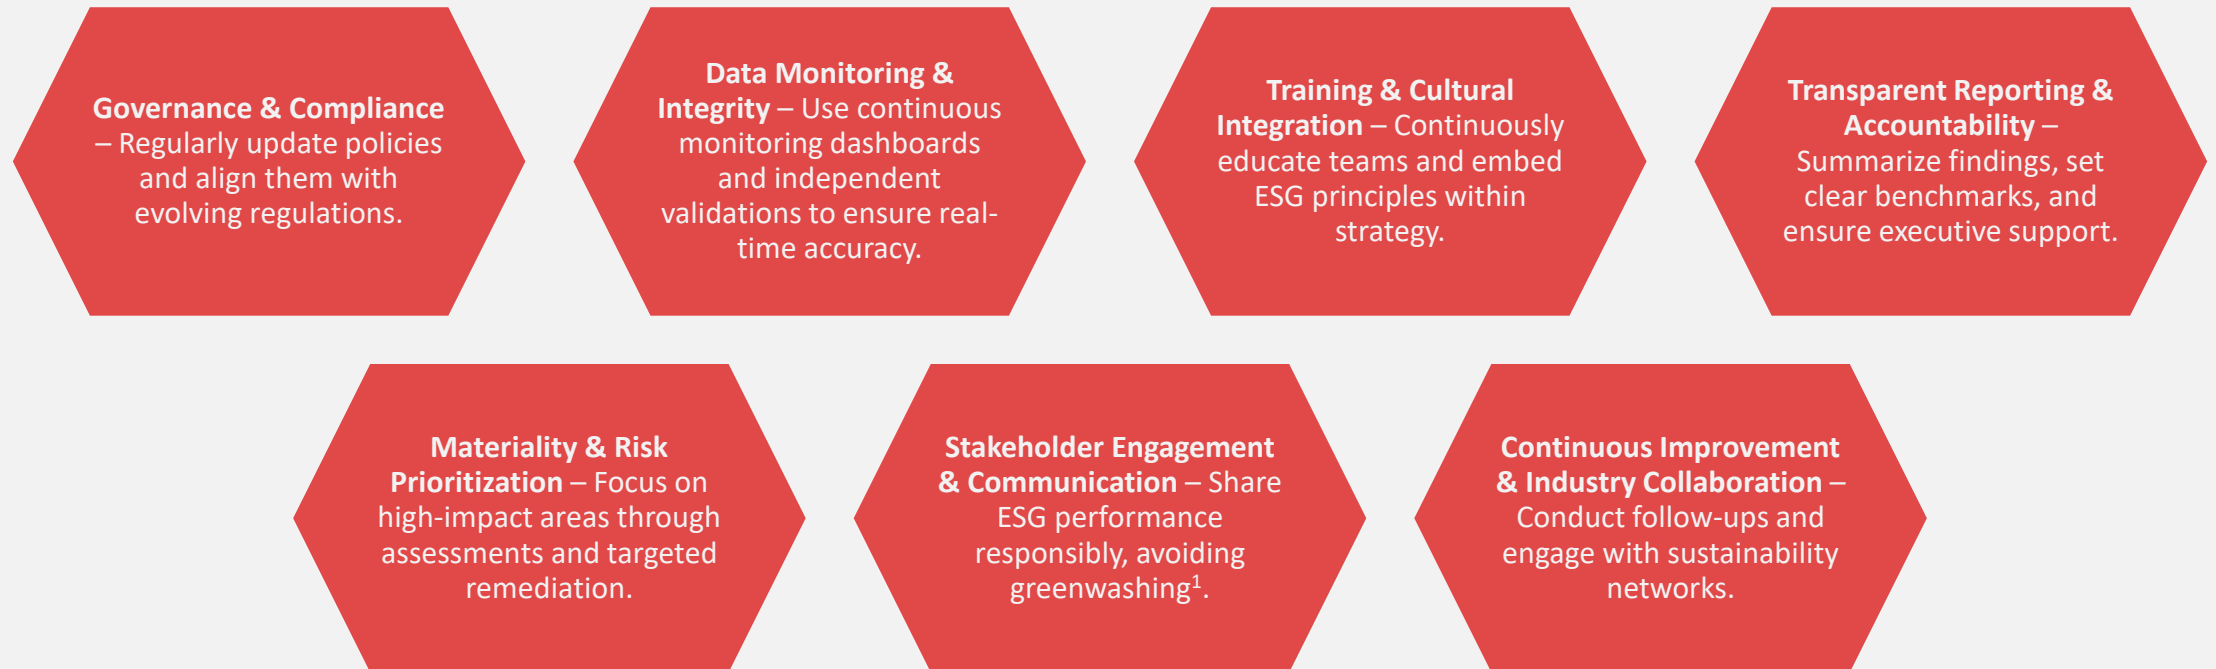 Governance & Compliance
– Regularly update policies
and align them with
evolving regulations.
Data Monitoring &
Integrity – Use continuous
monitoring dashboards
and independent
validations to ensure real-
time accuracy.
Training & Cultural
Integration – Continuously
educate teams and embed
ESG principles within
strategy.
Transparent Reporting &
Accountability –
Summarize findings, set
clear benchmarks, and
ensure executive support.
Materiality & Risk
Prioritization – Focus on
high-impact areas through
assessments and targeted
remediation.
Stakeholder Engagement
& Communication – Share
ESG performance
responsibly, avoiding
greenwashing¹.
Continuous Improvement
& Industry Collaboration –
Conduct follow-ups and
engage with sustainability
networks.